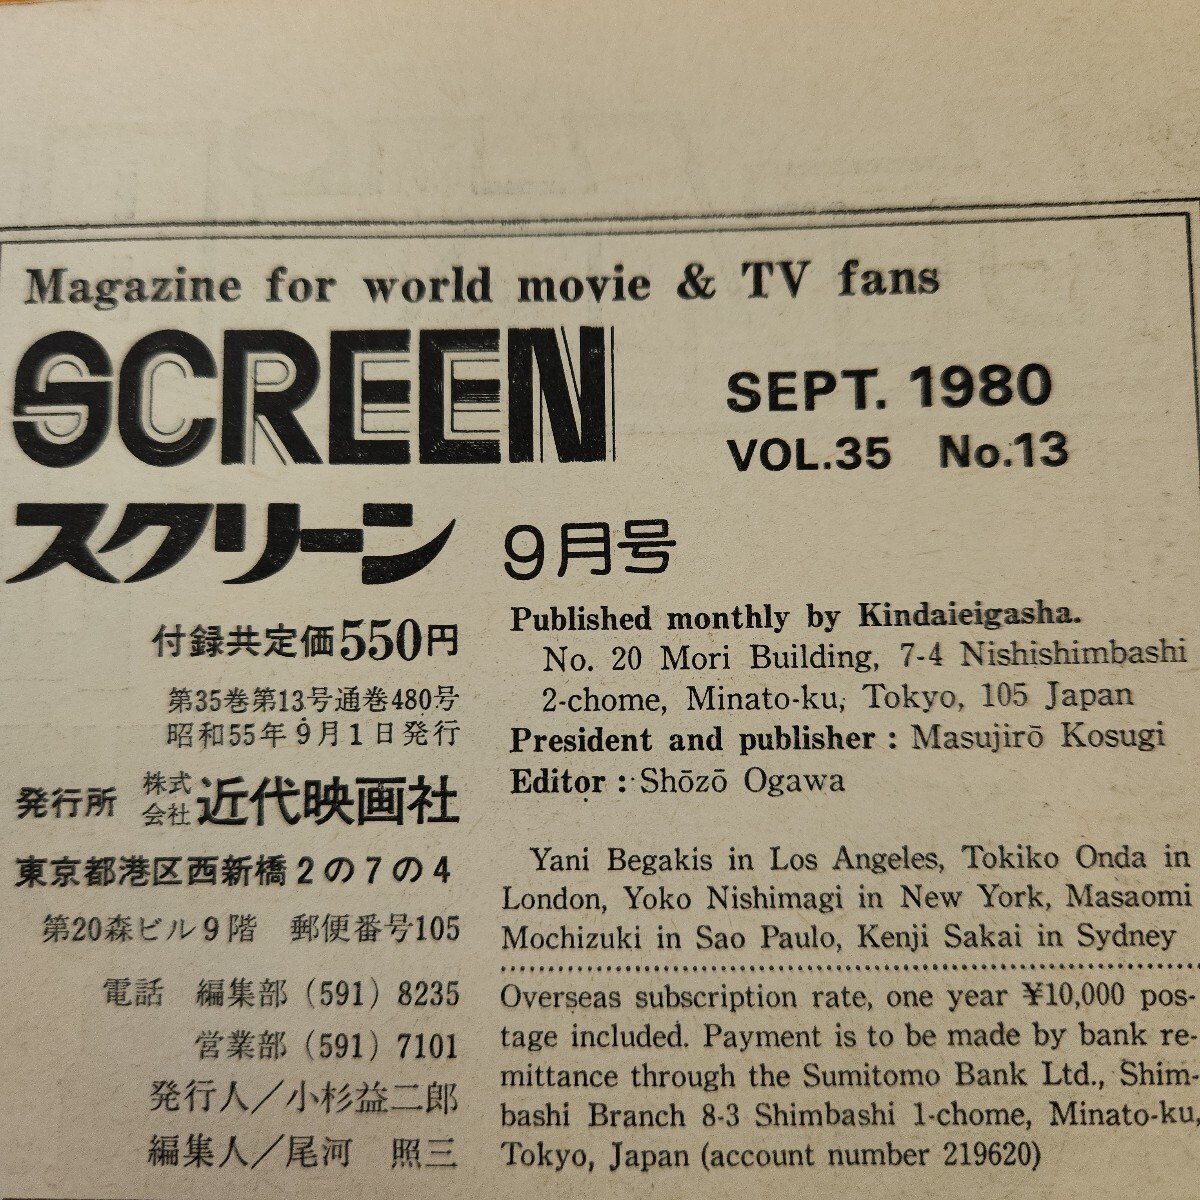 Magazine for world movie & TV fans
SCREEN
SEPT. 1980
VOL.35 No.13
スクリーン 9月号
付録共定価550円
第35巻第13号通巻480号
昭和55年9月1日発行
発行所 株式会社 近代映画社
東京都港区西新橋2の7の4
第20森ビル9階 郵便番号105
電話 編集部 (591) 8235
営業部 (591) 7101
発行人／小杉益二郎
編集人／尾河 照三
Published monthly by Kindaieigasha.
No. 20 Mori Building, 7-4 Nishishimbashi
2-chome, Minato-ku, Tokyo, 105 Japan
President and publisher : Masujirō Kosugi
Editor : Shōzō Ogawa
Yani Begakis in Los Angeles, Tokiko Onda in
London, Yoko Nishimagi in New York, Masaomi
Mochizuki in Sao Paulo, Kenji Sakai in Sydney
Overseas subscription rate, one year ¥10,000 pos-
tage included. Payment is to be made by bank re-
mittance through the Sumitomo Bank Ltd., Shim-
bashi Branch 8-3 Shimbashi 1-chome, Minato-ku,
Tokyo, Japan (account number 219620)